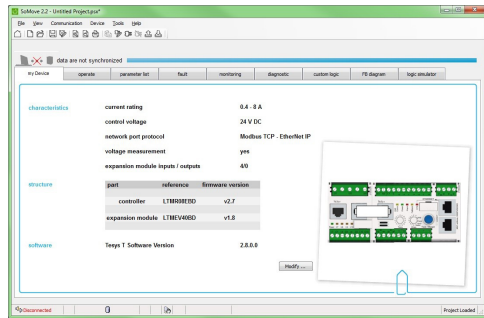 SoMove 2.2 - Untitled Project.psx*
File View Communication Device Tools Help
data are not synchronized
my Device operate parameter list fault monitoring diagnostic custom logic FB diagram logic simulator
characteristics
current rating 0.4 - 8 A
control voltage 24 V DC
network port protocol Modbus TCP - EtherNet IP
voltage measurement yes
expansion module inputs / outputs 4/0
structure
part reference firmware version
controller LTMR08EBD v2.7
expansion module LTMEV40BD v1.8
software
Tesys T Software Version 2.8.0.0
Modify ...
Disconnected
Project Loaded